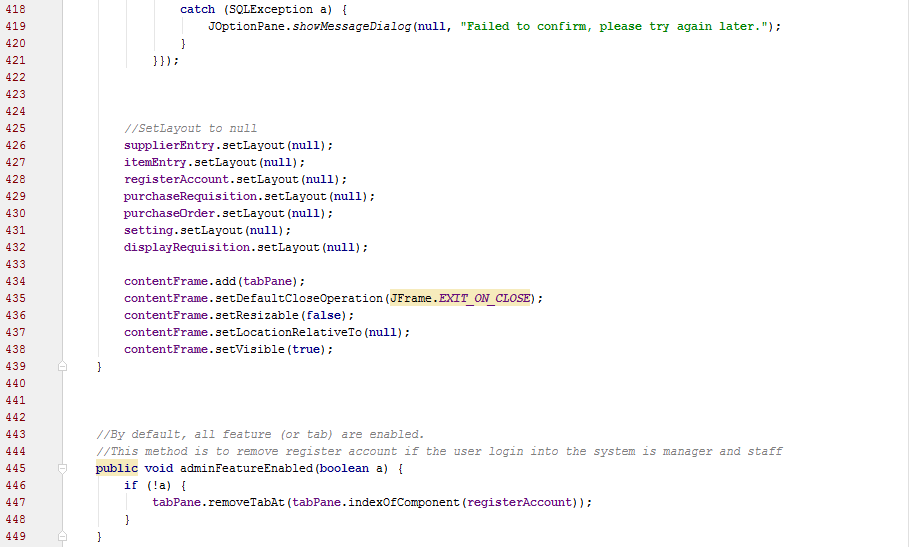 418 catch (SQLException a) {
419 JOptionPane.showMessageDialog(null, "Failed to confirm, please try again later.");
420 }
421 }});
422
423
424
425 //SetLayout to null
426 supplierEntry.setLayout(null);
427 itemEntry.setLayout(null);
428 registerAccount.setLayout(null);
429 purchaseRequisition.setLayout(null);
430 purchaseOrder.setLayout(null);
431 setting.setLayout(null);
432 displayRequisition.setLayout(null);
433
434 contentFrame.add(tabPane);
435 contentFrame.setDefaultCloseOperation(JFrame.EXIT_ON_CLOSE);
436 contentFrame.setResizable(false);
437 contentFrame.setLocationRelativeTo(null);
438 contentFrame.setVisible(true);
439 }
440
441
442
443 //By default, all feature (or tab) are enabled.
444 //This method is to remove register account if the user login into the system is manager and staff
445 public void adminFeatureEnabled(boolean a) {
446 if (!a) {
447 tabPane.removeTabAt(tabPane.indexOfComponent(registerAccount));
448 }
449 }